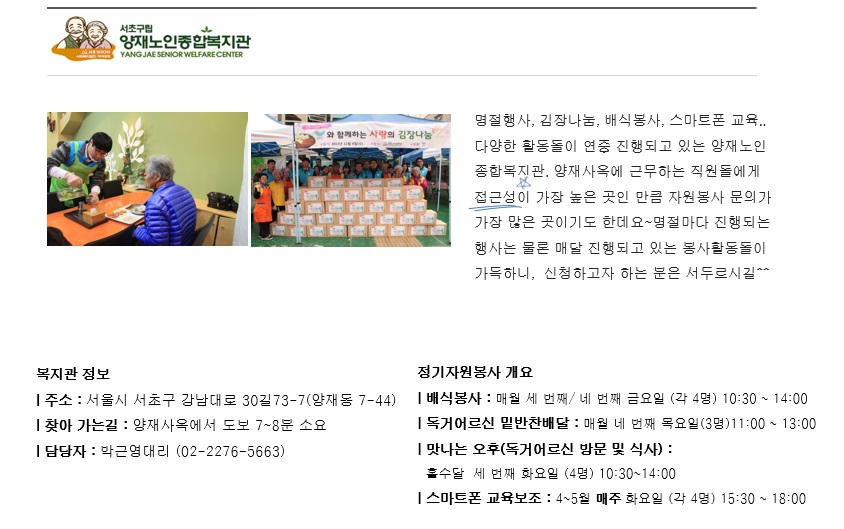 서초구립
양재노인종합복지관
YANG JAE SENIOR WELFARE CENTER
와 함께하는 사랑의 김장나눔
명절행사, 김장나눔, 배식봉사, 스마트폰 교육..
다양한 활동들이 연중 진행되고 있는 양재노인
종합복지관. 양재사옥에 근무하는 직원들에게
접근성이 가장 높은 곳인 만큼 자원봉사 문의가
가장 많은 곳이기도 한데요~명절마다 진행되는
행사는 물론 매달 진행되고 있는 봉사활동들이
가득하니, 신청하고자 하는 분은 서두르시길^^
복지관 정보
l 주소 : 서울시 서초구 강남대로 30길73-7(양재동 7-44)
l 찾아 가는길 : 양재사옥에서 도보 7~8분 소요
l 담당자 : 박근영대리 (02-2276-5663)
정기자원봉사 개요
l 배식봉사 : 매월 세 번째/ 네 번째 금요일 (각 4명) 10:30 ~ 14:00
l 독거어르신 밑반찬배달 : 매월 네 번째 목요일(3명)11:00 ~ 13:00
l 맛나는 오후(독거어르신 방문 및 식사) :
홀수달 세 번째 화요일 (4명) 10:30~14:00
l 스마트폰 교육보조 : 4~5월 매주 화요일 (각 4명) 15:30 ~ 18:00